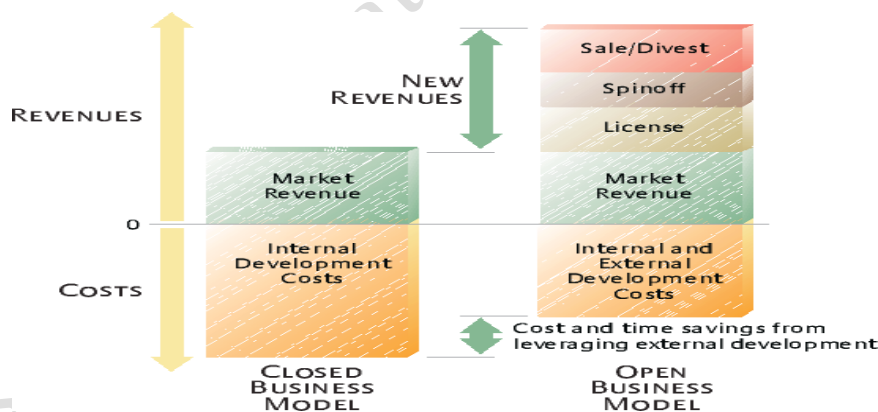 Sale/Divest
NEW
REVENUES
Spinoff
REVENUES
License
Market
Revenue
Market
Revenue
0
Internal
Development
Costs
Internal and
External
Development
Costs
COSTS
Cost and time savings from
leveraging external development
CLOSED
BUSINESS
MODEL
OPEN
BUSINESS
MODEL